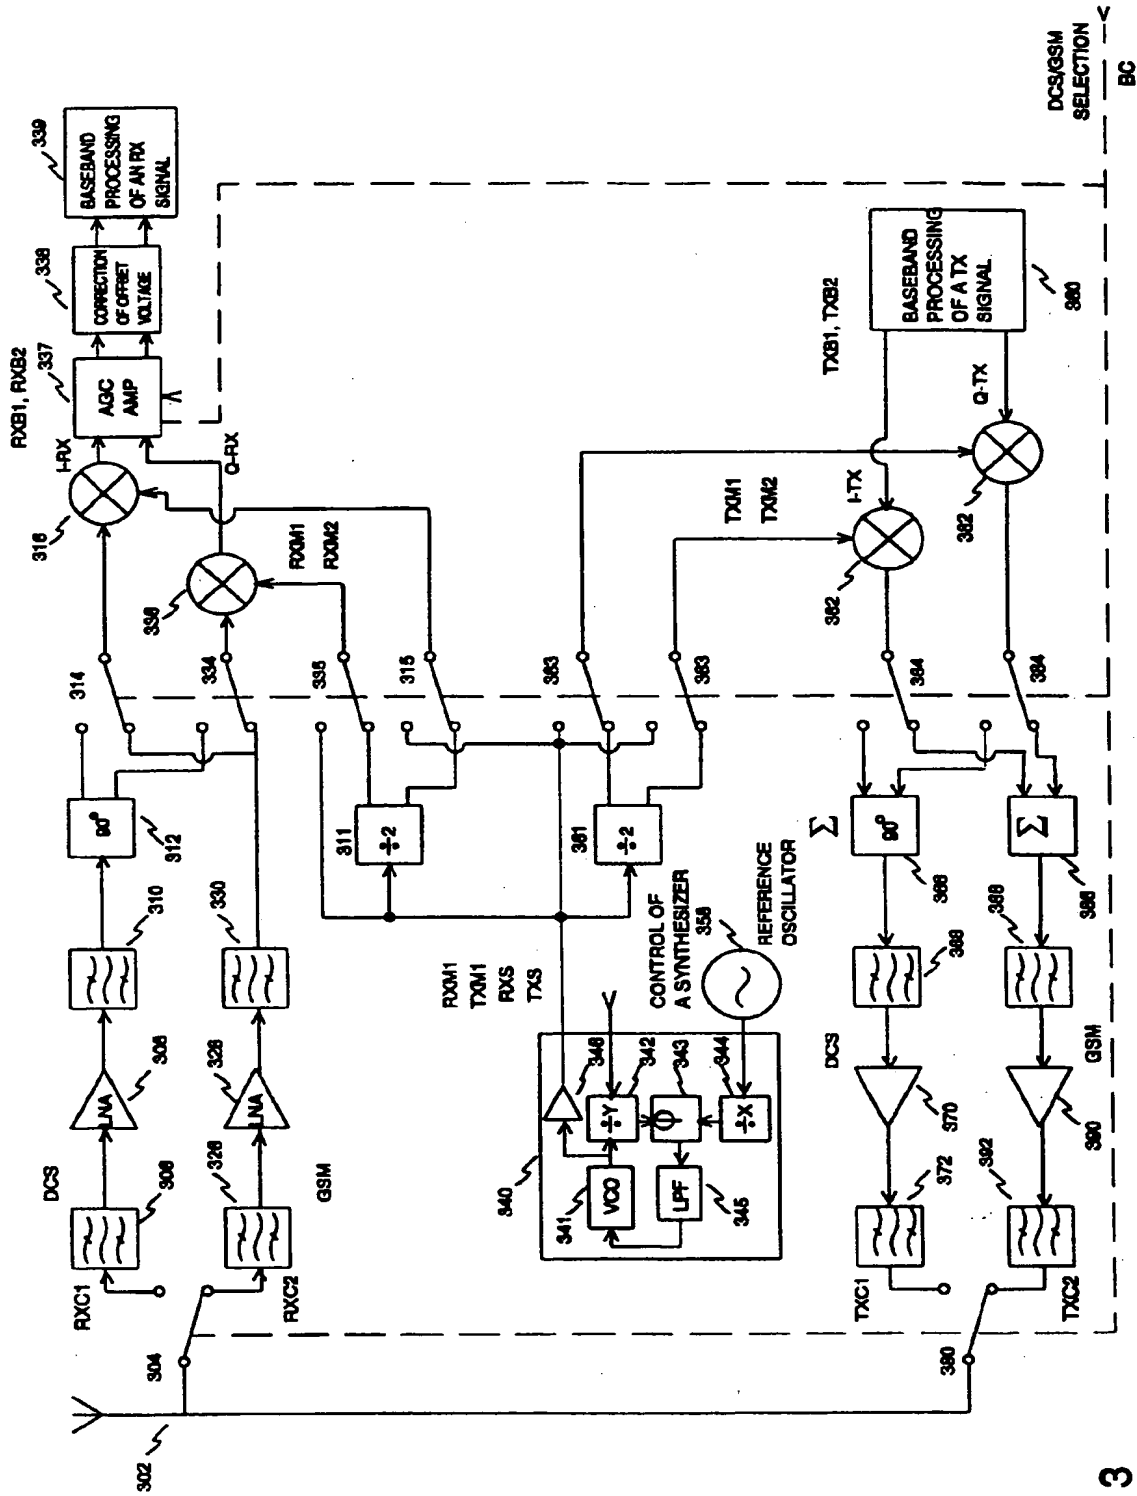 RXB1, RXB2
302
304
RXC1
DCS
308
LNA
306
310
90°
312
314
316
I-RX
337
AGC
AMP
338
CORRECTION
OF OFFSET
VOLTAGE
339
BASEBAND
PROCESSING
OF AN RX
SIGNAL
326
RXC2
GSM
328
LNA
330
334
336
Q-RX
RXM1
RXM2
335
315
311
÷2
RXM1
TXM1
RXS
TXS
340
341
VCO
÷Y
346
342
343
344
÷X
LPF
345
CONTROL OF
A SYNTHESIZER
358
REFERENCE
OSCILLATOR
361
÷2
363
363
TXM1
TXM2
TXB1, TXB2
BASEBAND
PROCESSING
OF A TX
SIGNAL
360
I-TX
Q-TX
362
382
364
384
Σ
90°
366
368
DCS
370
372
TXC1
Σ
386
388
GSM
390
392
TXC2
380
DCS/GSM
SELECTION
BC
3